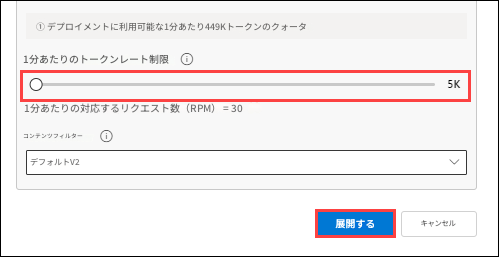 ① デプロイメントに利用可能な1分あたり449Kトークンのクォータ
1分あたりのトークンレート制限
5K
1分あたりの対応するリクエスト数（RPM）= 30
コンテンツフィルター
デフォルトV2
展開する
キャンセル